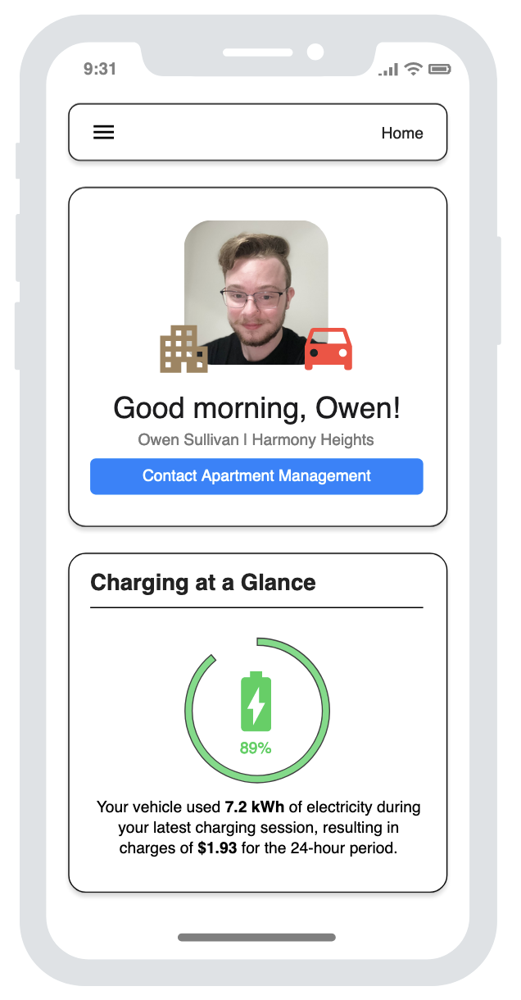 9:31
Home
Good morning, Owen!
Owen Sullivan | Harmony Heights
Contact Apartment Management
Charging at a Glance
89%
Your vehicle used 7.2 kWh of electricity during
your latest charging session, resulting in
charges of $1.93 for the 24-hour period.